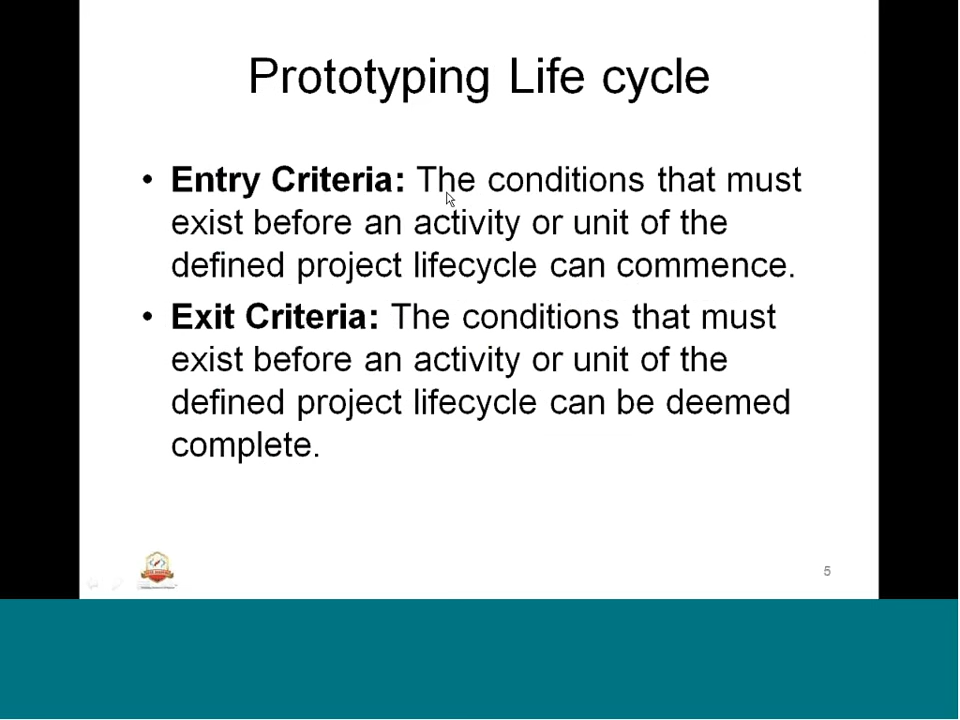 Prototyping Life cycle
• Entry Criteria: The conditions that must
exist before an activity or unit of the
defined project lifecycle can commence.
• Exit Criteria: The conditions that must
exist before an activity or unit of the
defined project lifecycle can be deemed
complete.
5